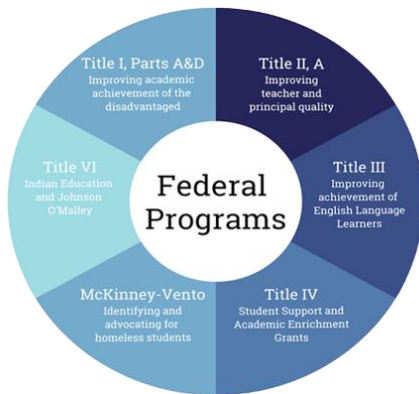 Title I, Parts A&D
Improving academic
achievement of the
disadvantaged
Title II, A
Improving
teacher and
principal quality
Title III
Improving
achievement of
English Language
Learners
Title IV
Student Support and
Academic Enrichment
Grants
McKinney-Vento
Identifying and
advocating for
homeless students
Title VI
Indian Education
and Johnson
O'Malley
Federal
Programs